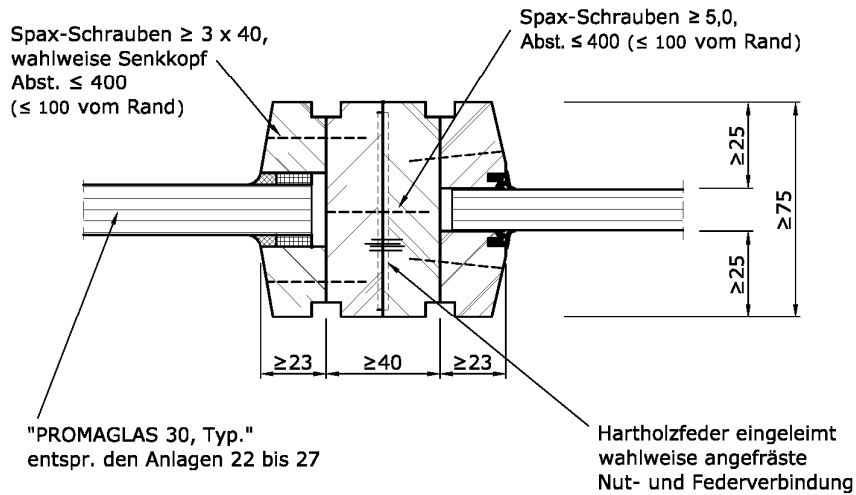 Spax-Schrauben ≥ 3 x 40,
wahlweise Senkkopf
Abst. ≤ 400
(≤ 100 vom Rand)
Spax-Schrauben ≥ 5,0,
Abst. ≤ 400 (≤ 100 vom Rand)
≥25
≥75
≥25
≥23
≥40
≥23
"PROMAGLAS 30, Typ."
entspr. den Anlagen 22 bis 27
Hartholzfeder eingeleimt
wahlweise angefräste
Nut- und Federverbindung